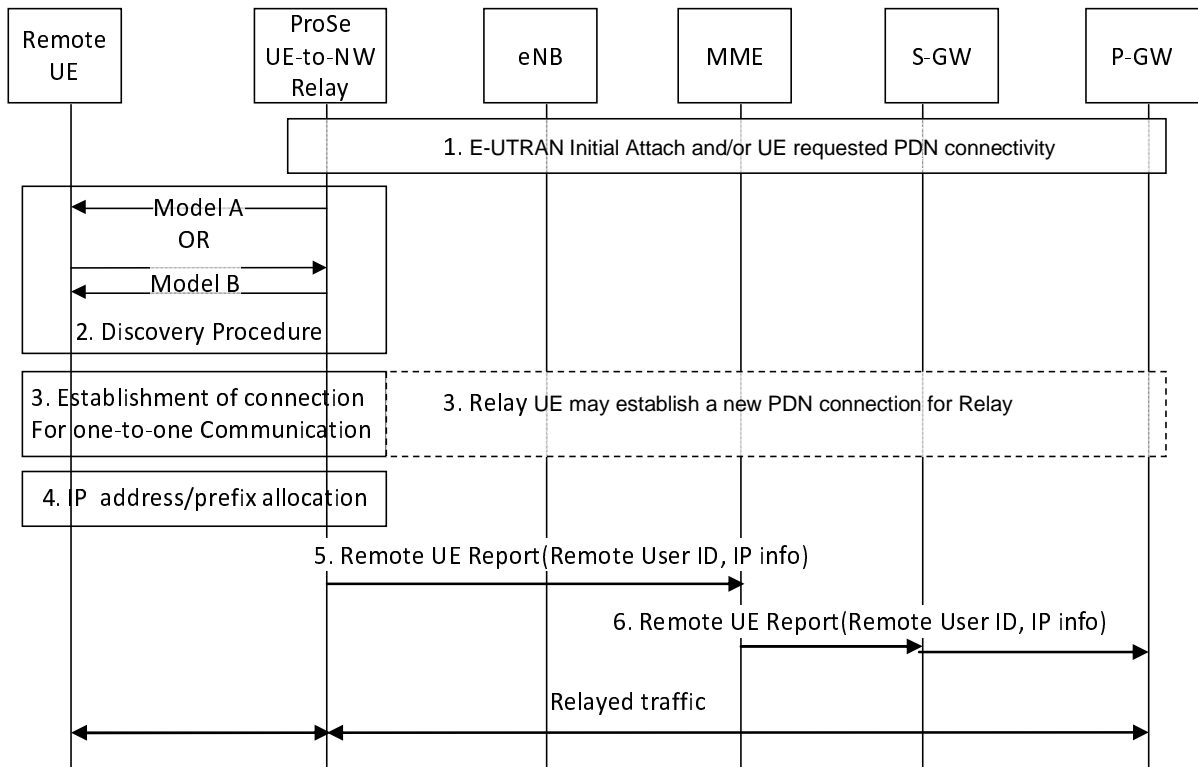 Remote
UE
ProSe
UE-to-NW
Relay
eNB
MME
S-GW
P-GW
1. E-UTRAN Initial Attach and/or UE requested PDN connectivity
Model A
OR
Model B
2. Discovery Procedure
3. Establishment of connection
For one-to-one Communication
3. Relay UE may establish a new PDN connection for Relay
4. IP address/prefix allocation
5. Remote UE Report(Remote User ID, IP info)
6. Remote UE Report(Remote User ID, IP info)
Relayed traffic